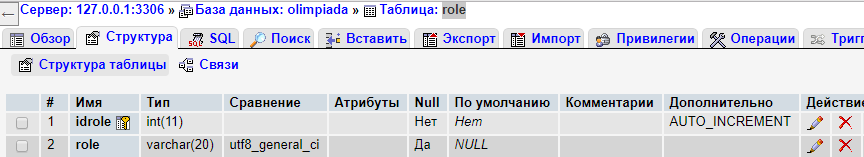 Сервер: 127.0.0.1:3306 » База данных: olimpiada » Таблица: role
Обзор Структура SQL Поиск Вставить Экспорт Импорт Привилегии Операции
Структура таблицы Связи
# Имя Тип Сравнение Атрибуты Null По умолчанию Комментарии Дополнительно
1 idrole int(11) Нет Нет AUTO_INCREMENT
2 role varchar(20) utf8_general_ci Да NULL